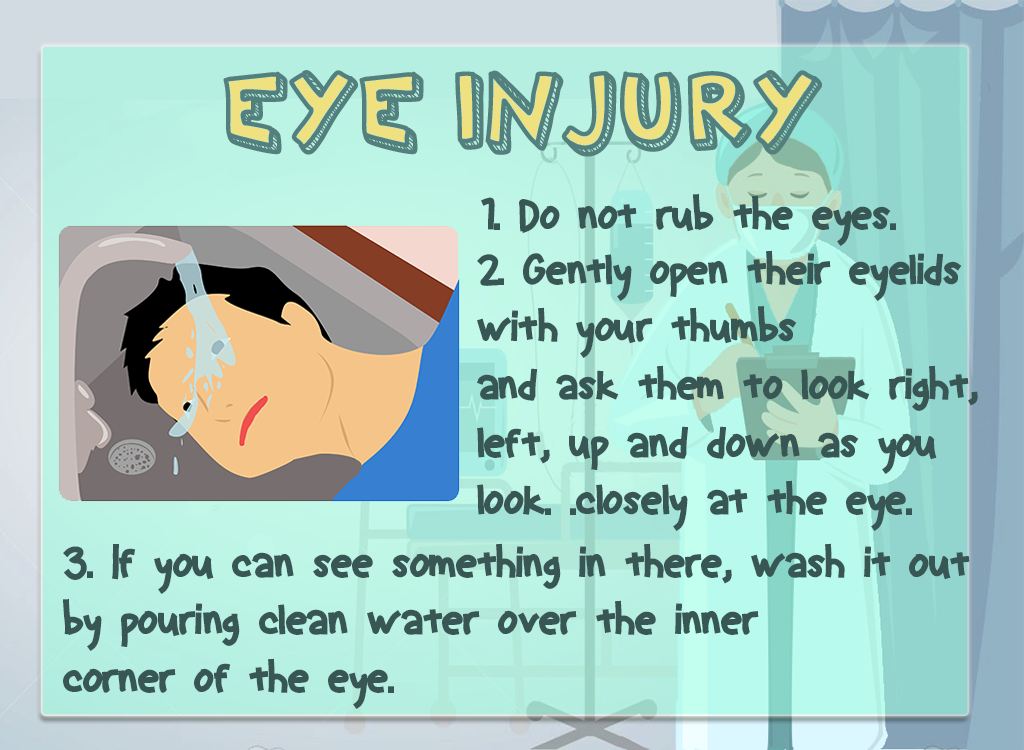 EYE INJURY
1. Do not rub the eyes.
2 Gently open their eyelids
with your thumbs
and ask them to look right,
left, up and down as you
look. .closely at the eye.
3. If you can see something in there, wash it out
by pouring clean water over the inner
corner of the eye.